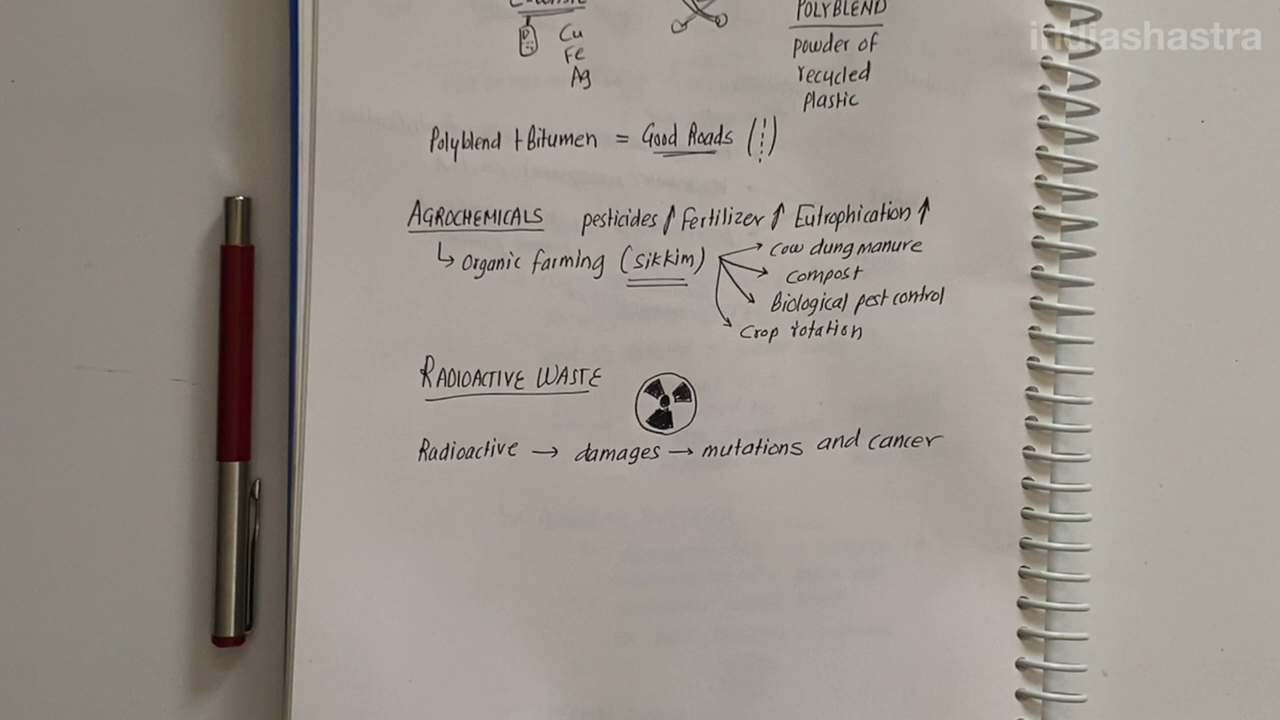 indiashastra
Cu
Fe
Ag
POLYBLEND
powder of
recycled
plastic
Polyblend + Bitumen = Good Roads
AGROCHEMICALS pesticides ↑ Fertilizer ↑ Eutrophication ↑
↳ Organic farming (Sikkim) → Cow dung manure
→ compost
→ Biological pest control
→ Crop rotation
RADIOACTIVE WASTE
Radioactive → damages → mutations and cancer